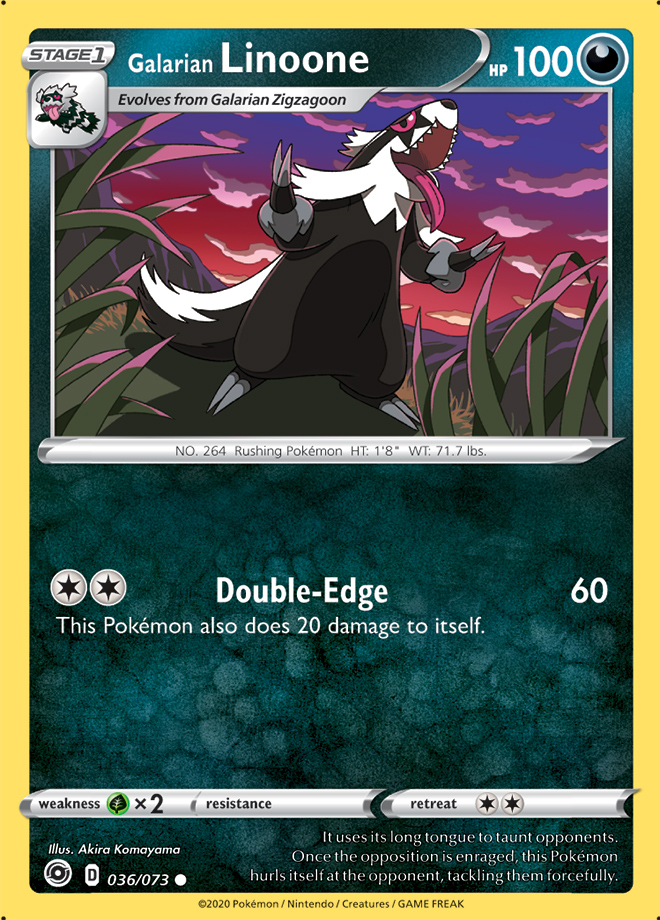 STAGE 1
Galarian Linoone
HP 100
Evolves from Galarian Zigzagoon
NO. 264 Rushing Pokémon HT: 1'8" WT: 71.7 lbs.
Double-Edge 60
This Pokémon also does 20 damage to itself.
weakness ×2 resistance retreat
Illus. Akira Komayama
It uses its long tongue to taunt opponents.
Once the opposition is enraged, this Pokémon
hurls itself at the opponent, tackling them forcefully.
D 036/073
©2020 Pokémon / Nintendo / Creatures / GAME FREAK